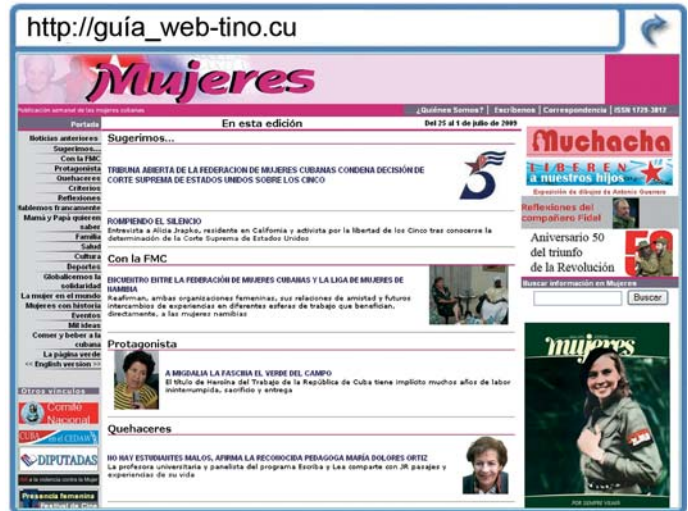 http://guía_web-tino.cu
Mujeres
Publicación semanal de las mujeres cubanas
¿Quiénes Somos? | Escríbenos | Correspondencia | ISSN 1729-3812
Portada
Noticias anteriores
Sugerimos...
Con la FMC
Protagonista
Quehaceres
Criterios
Reflexiones
Hablemos francamente
Mamá y Papá quieren
saber
Familia
Salud
Cultura
Deportes
Globalicemos la
solidaridad
La mujer en el mundo
Mujeres con historia
Eventos
Mil ideas
Comer y beber a la
cubana
La página verde
<< English version >>
Otros vínculos
Comité
Nacional
CUBA en el CEDAW
DIPUTADAS
a la violencia contra la Mujer
Presencia femenina
En esta edición
Del 25 al 1 de julio de 2009
Sugerimos...
TRIBUNA ABIERTA DE LA FEDERACION DE MUJERES CUBANAS CONDENA DECISIÓN DE
CORTE SUPREMA DE ESTADOS UNIDOS SOBRE LOS CINCO
ROMPIENDO EL SILENCIO
Entrevista a Alicia Jrapko, residente en California y activista por la libertad de los Cinco tras conocerse la
determinación de la Corte Suprema de Estados Unidos
Con la FMC
ENCUENTRO ENTRE LA FEDERACIÓN DE MUJERES CUBANAS Y LA LIGA DE MUJERES DE
NAMIBIA
Reafirman, ambas organizaciones femeninas, sus relaciones de amistad y futuros
intercambios de experiencias en diferentes esferas de trabajo que benefician,
directamente, a las mujeres namibias
Protagonista
A MIGDALIA LA FASCINA EL VERDE DEL CAMPO
El título de Heroína del Trabajo de la República de Cuba tiene implícito muchos años de labor
ininterrumpida, sacrificio y entrega
Quehaceres
NO HAY ESTUDIANTES MALOS, AFIRMA LA RECONOCIDA PEDAGOGA MARÍA DOLORES ORTIZ
La profesora universitaria y panelista del programa Escriba y Lea comparte con JR pasajes y
experiencias de su vida
Muchacha
LIBEREN
a nuestros hijos
Exposición de dibujos de Antonio Guerrero
Reflexiones del
compañero Fidel
Aniversario 50
del triunfo
de la Revolución
50
Buscar información en Mujeres
Buscar
mujeres
POR SIEMPRE VILMA